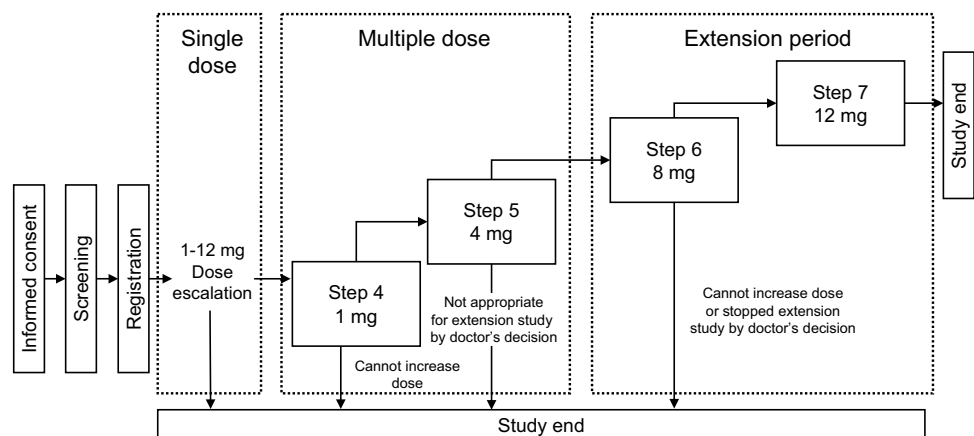 Informed consent
Screening
Registration
Single
dose
1-12 mg
Dose
escalation
Multiple dose
Step 4
1 mg
Cannot increase
dose
Step 5
4 mg
Not appropriate
for extension study
by doctor's decision
Extension period
Step 6
8 mg
Cannot increase dose
or stopped extension
study by doctor's decision
Step 7
12 mg
Study end
Study end